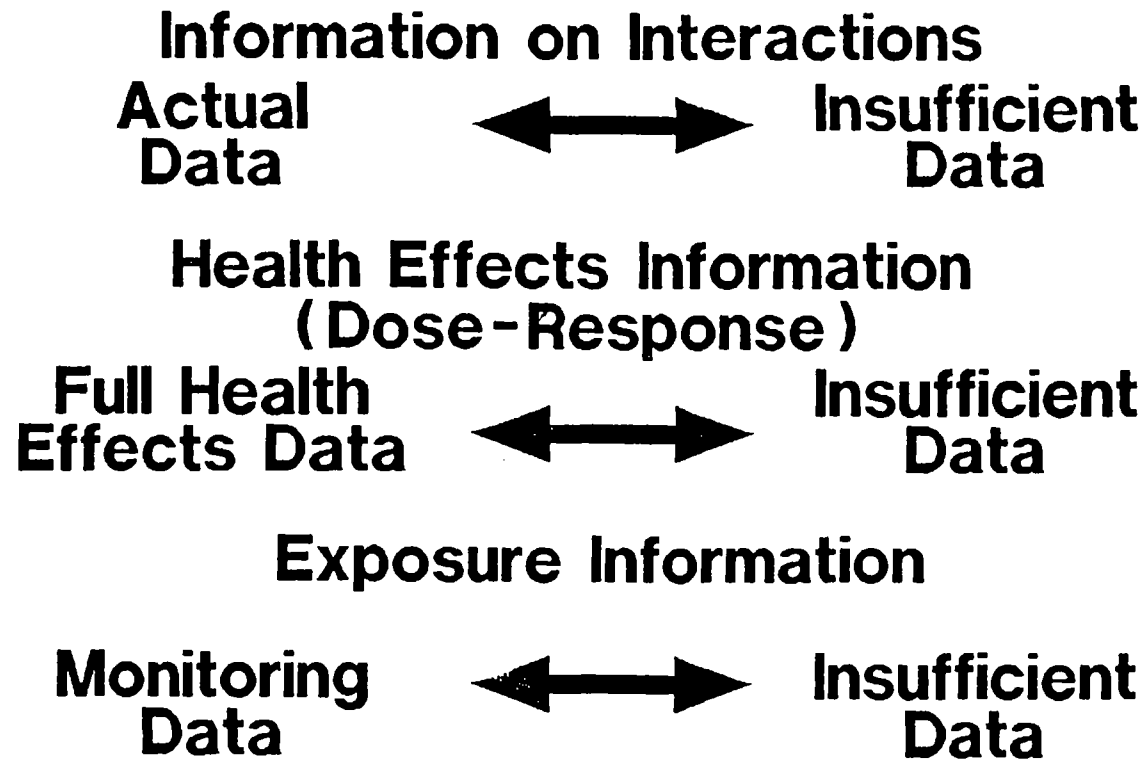 Information on Interactions
Actual Data
Insufficient Data
Health Effects Information
(Dose-Response)
Full Health Effects Data
Insufficient Data
Exposure Information
Monitoring Data
Insufficient Data